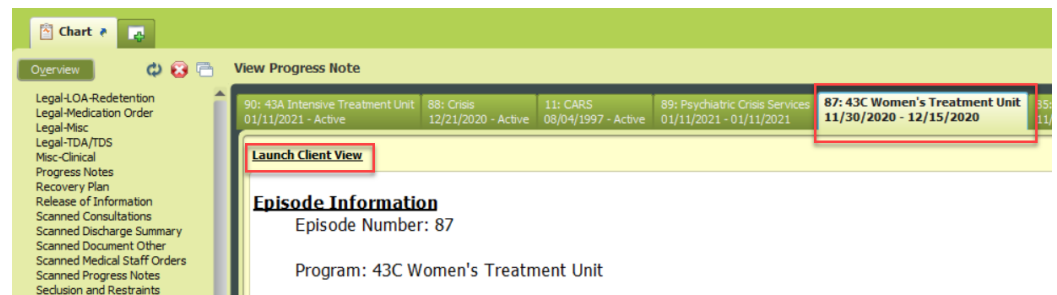 Chart
Overview
View Progress Note
Legal-LOA-Redetention
Legal-Medication Order
Legal-Misc
Legal-TDA/TDS
Misc-Clinical
Progress Notes
Recovery Plan
Release of Information
Scanned Consultations
Scanned Discharge Summary
Scanned Document Other
Scanned Medical Staff Orders
Scanned Progress Notes
Seclusion and Restraints
90: 43A Intensive Treatment Unit
01/11/2021 - Active
88: Crisis
12/21/2020 - Active
11: CARS
08/04/1997 - Active
89: Psychiatric Crisis Services
01/11/2021 - 01/11/2021
87: 43C Women's Treatment Unit
11/30/2020 - 12/15/2020
Launch Client View
Episode Information
Episode Number: 87
Program: 43C Women's Treatment Unit